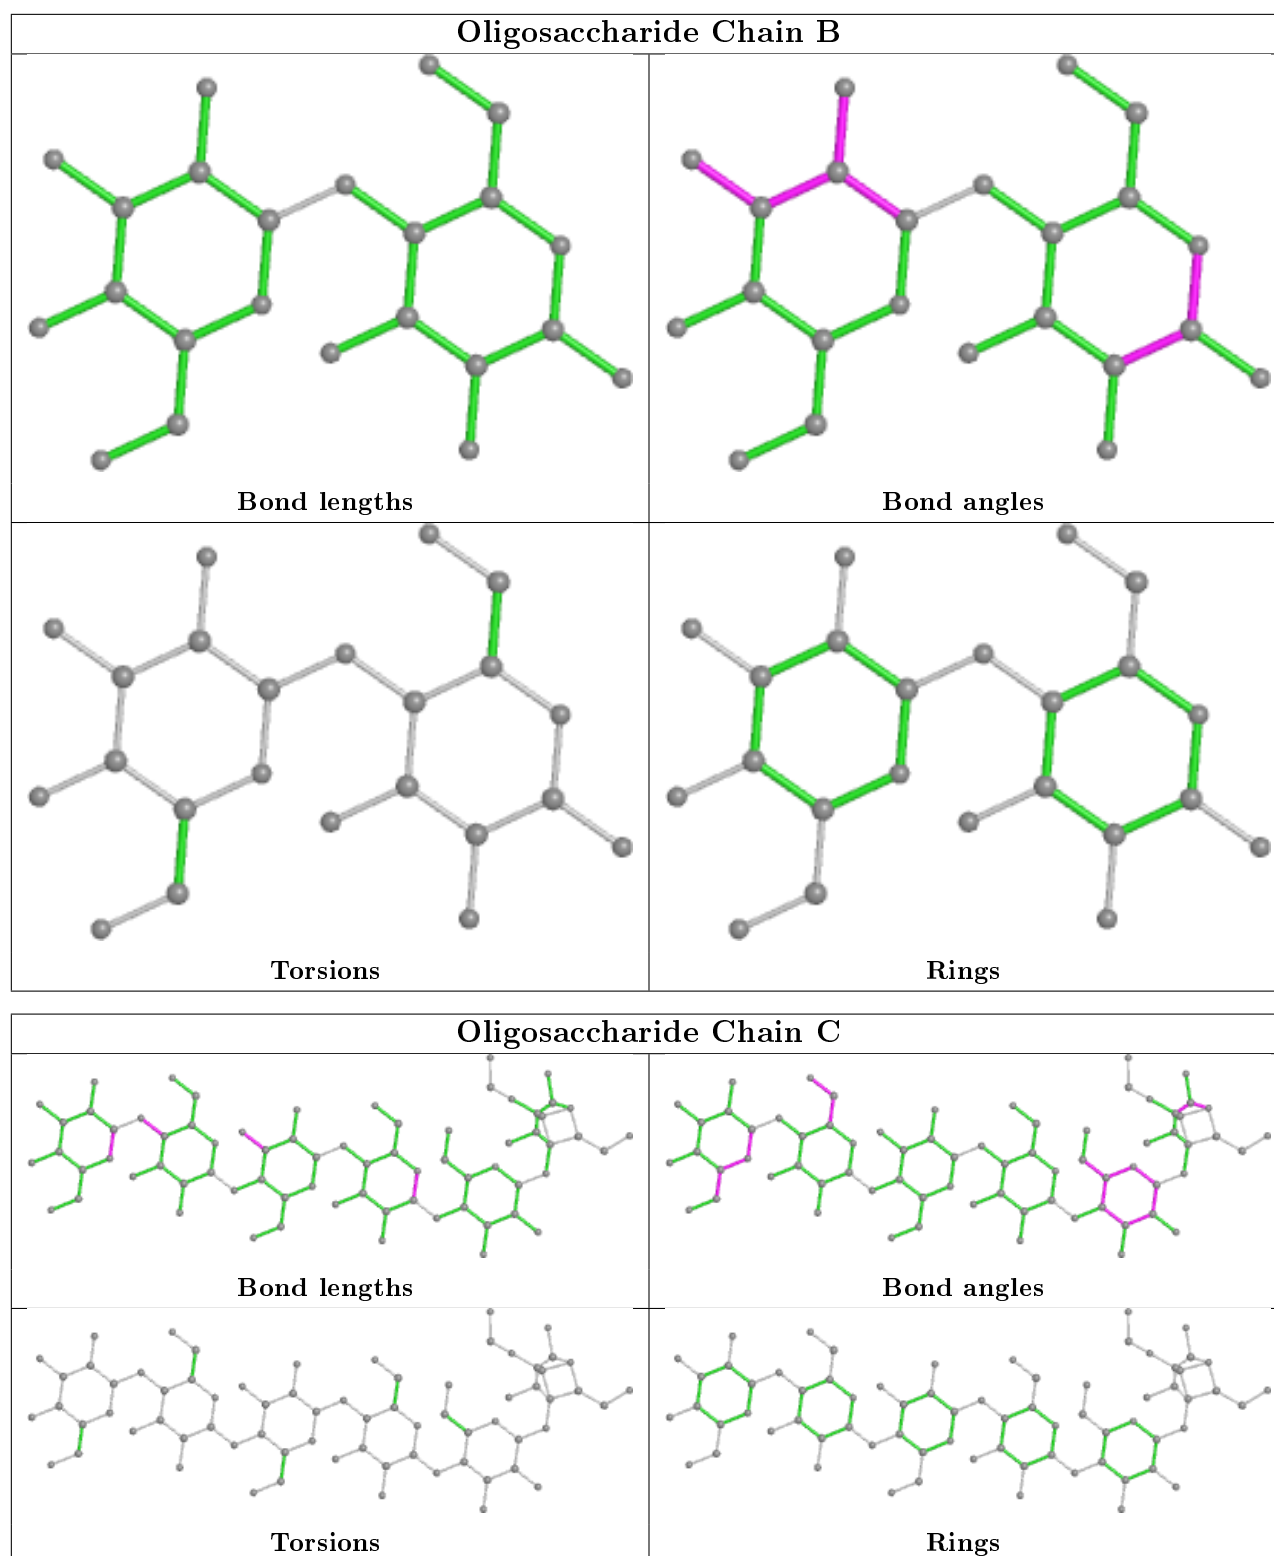 Oligosaccharide Chain B
Bond lengths
Bond angles
Torsions
Rings
Oligosaccharide Chain C
Bond lengths
Bond angles
Torsions
Rings